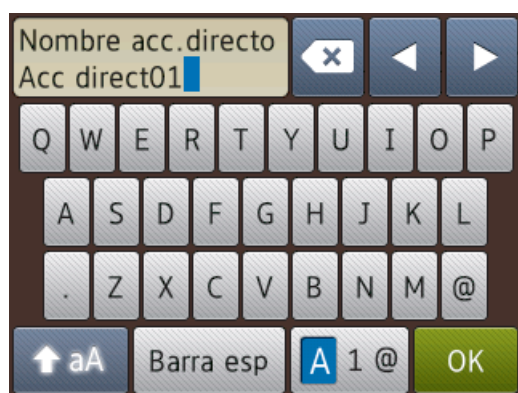 Nombre acc.directo
Acc direct01
Q W E R T Y U I O P
A S D F G H J K L
. Z X C V B N M @
aA Barra esp A 1 @ OK